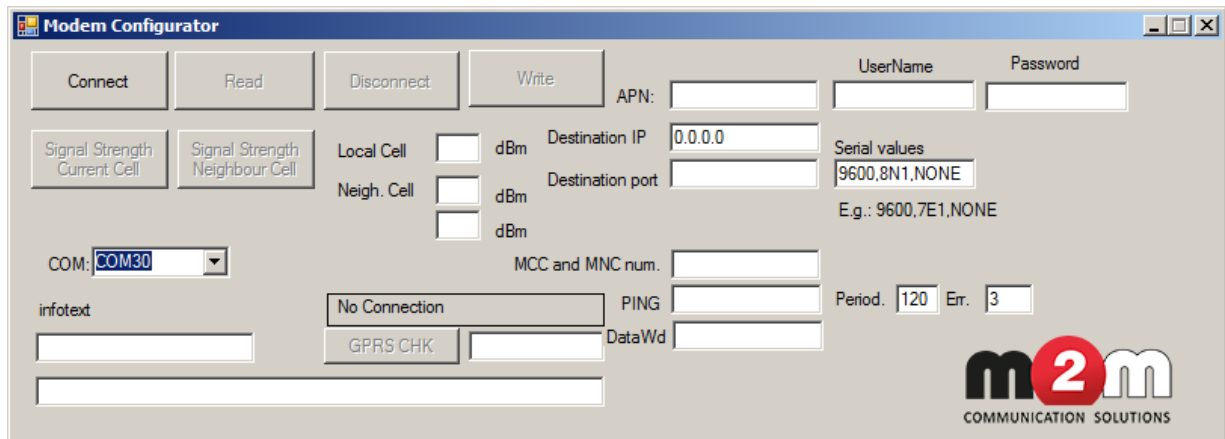 Modem Configurator
Connect
Read
Disconnect
Write
APN:
UserName
Password
Signal Strength
Current Cell
Signal Strength
Neighbour Cell
Local Cell
dBm
Destination IP
0.0.0.0
Serial values
9600,8N1,NONE
Neigh. Cell
dBm
Destination port
E.g.: 9600,7E1,NONE
dBm
COM:
COM30
MCC and MNC num.
infotext
No Connection
PING
Period.
120
Err.
3
GPRS CHK
DataWd
m2m
COMMUNICATION SOLUTIONS